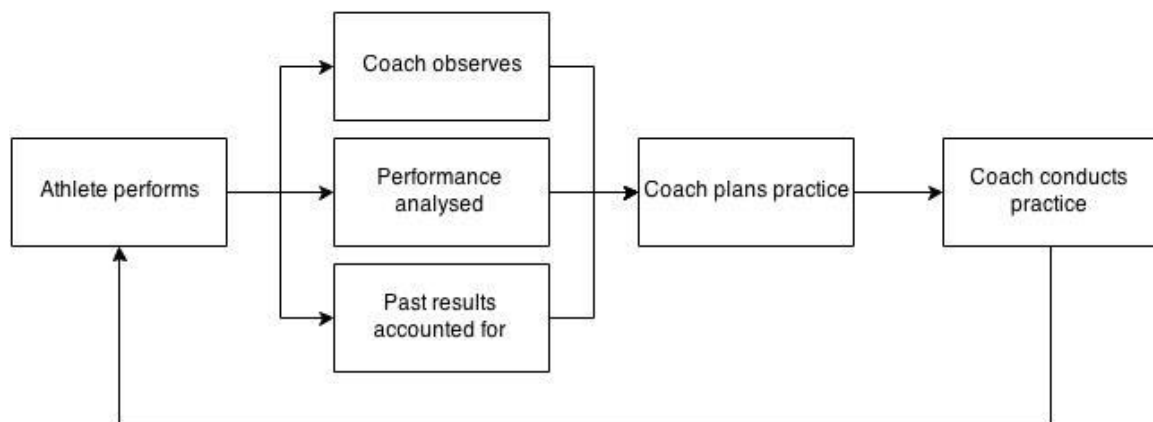 Coach observes
Athlete performs
Performance
analysed
Coach plans practice
Coach conducts
practice
Past results
accounted for